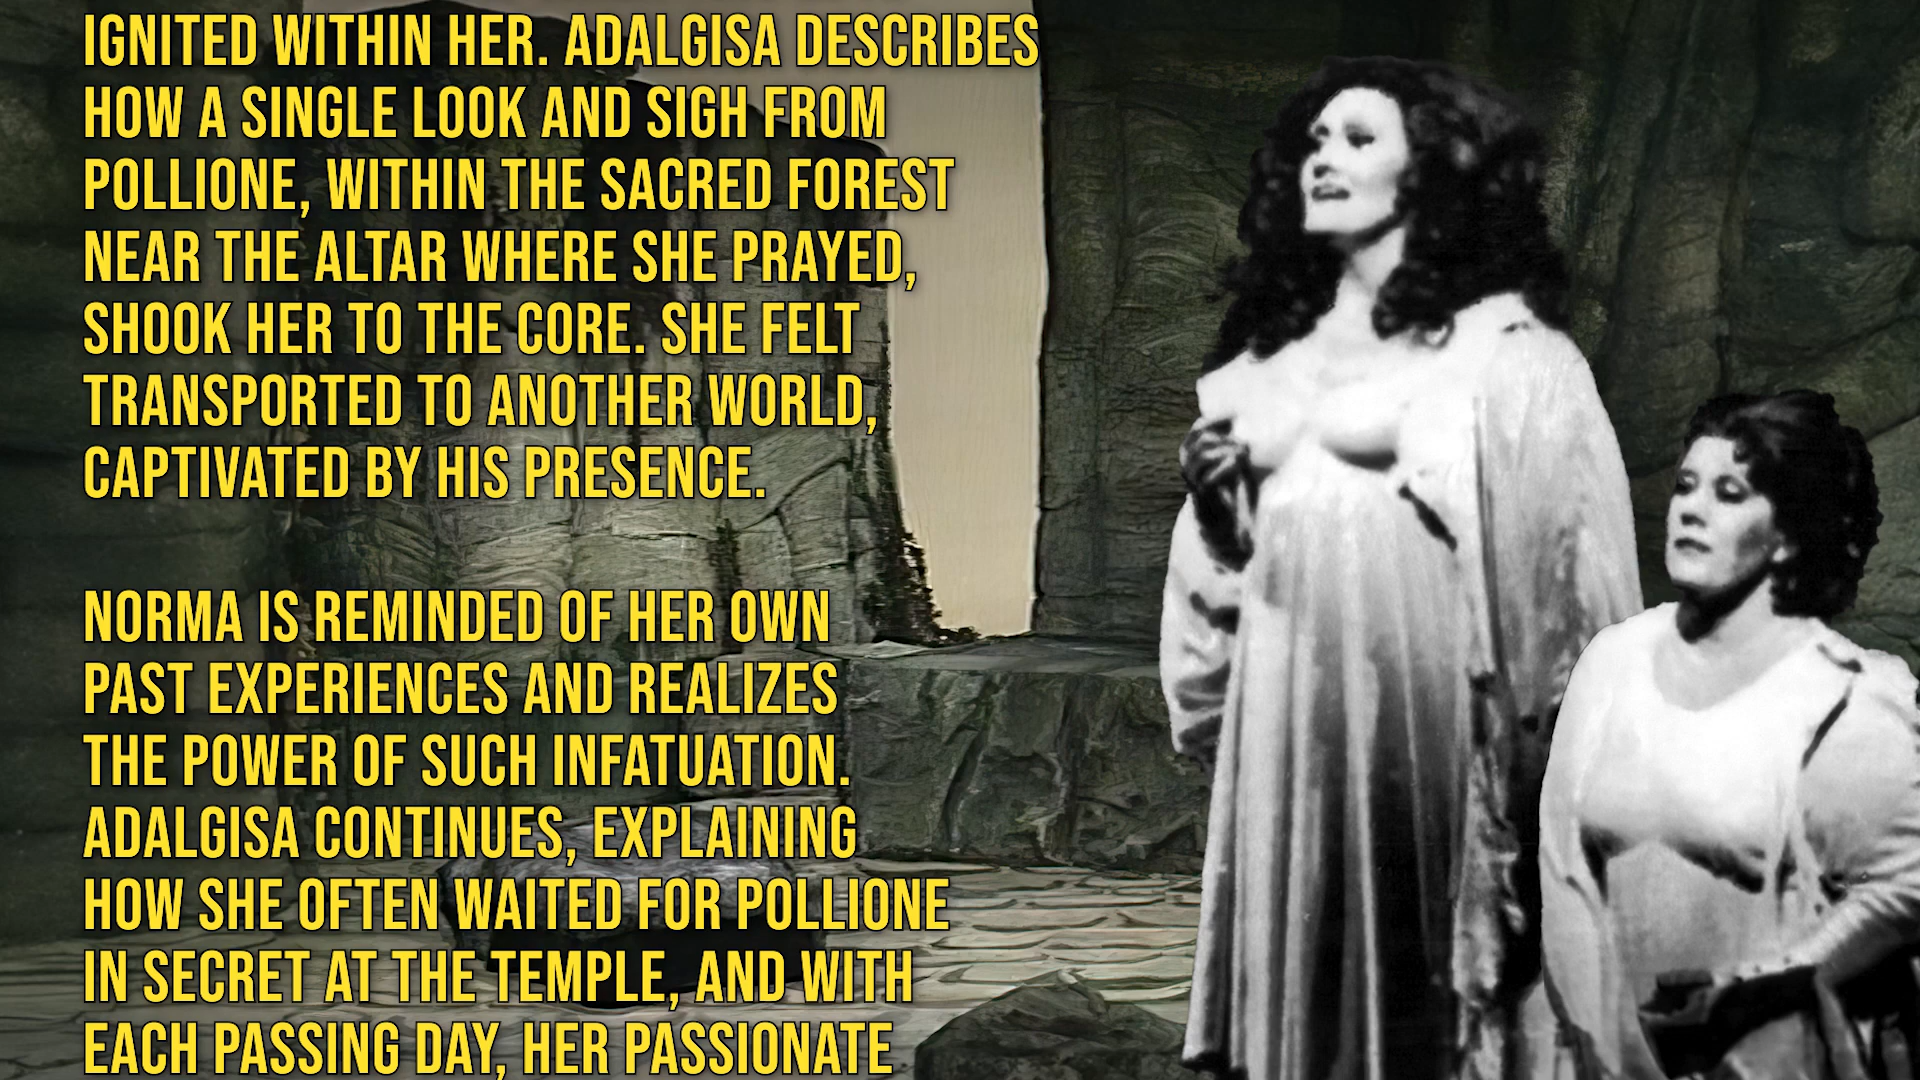 IGNITED WITHIN HER. ADALGISA DESCRIBES
HOW A SINGLE LOOK AND SIGH FROM
POLLIONE, WITHIN THE SACRED FOREST
NEAR THE ALTAR WHERE SHE PRAYED,
SHOOK HER TO THE CORE. SHE FELT
TRANSPORTED TO ANOTHER WORLD,
CAPTIVATED BY HIS PRESENCE.
NORMA IS REMINDED OF HER OWN
PAST EXPERIENCES AND REALIZES
THE POWER OF SUCH INFATUATION.
ADALGISA CONTINUES, EXPLAINING
HOW SHE OFTEN WAITED FOR POLLIONE
IN SECRET AT THE TEMPLE, AND WITH
EACH PASSING DAY, HER PASSIONATE